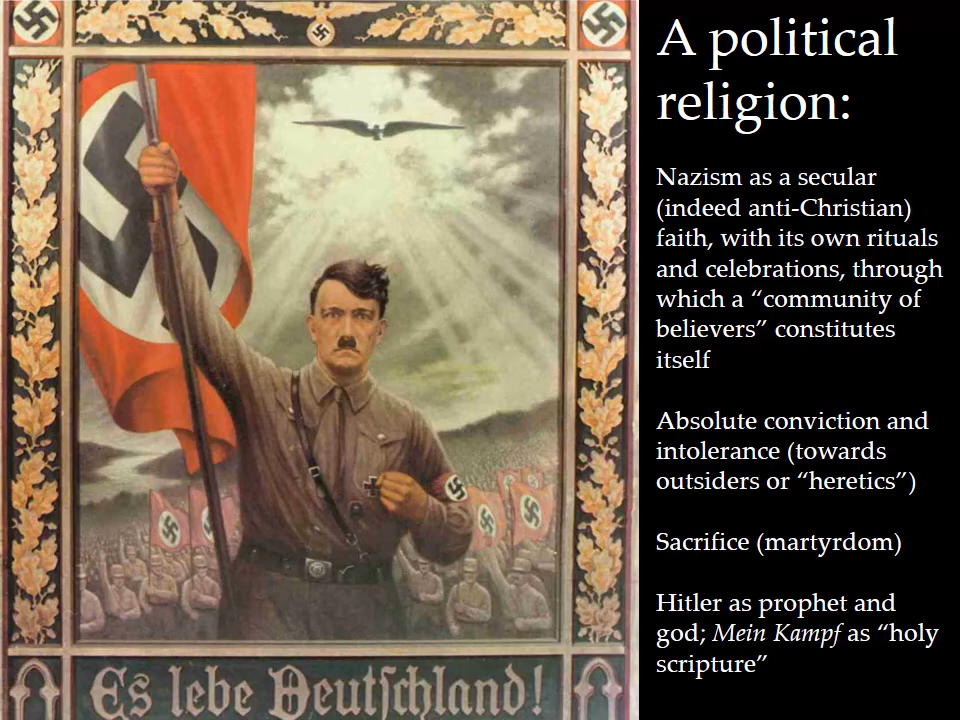 A political
religion:
Nazism as a secular
(indeed anti-Christian)
faith, with its own rituals
and celebrations, through
which a “community of
believers” constitutes
itself
Absolute conviction and
intolerance (towards
outsiders or “heretics”)
Sacrifice (martyrdom)
Hitler as prophet and
god; Mein Kampf as “holy
scripture”
Es lebe Deutſchland!